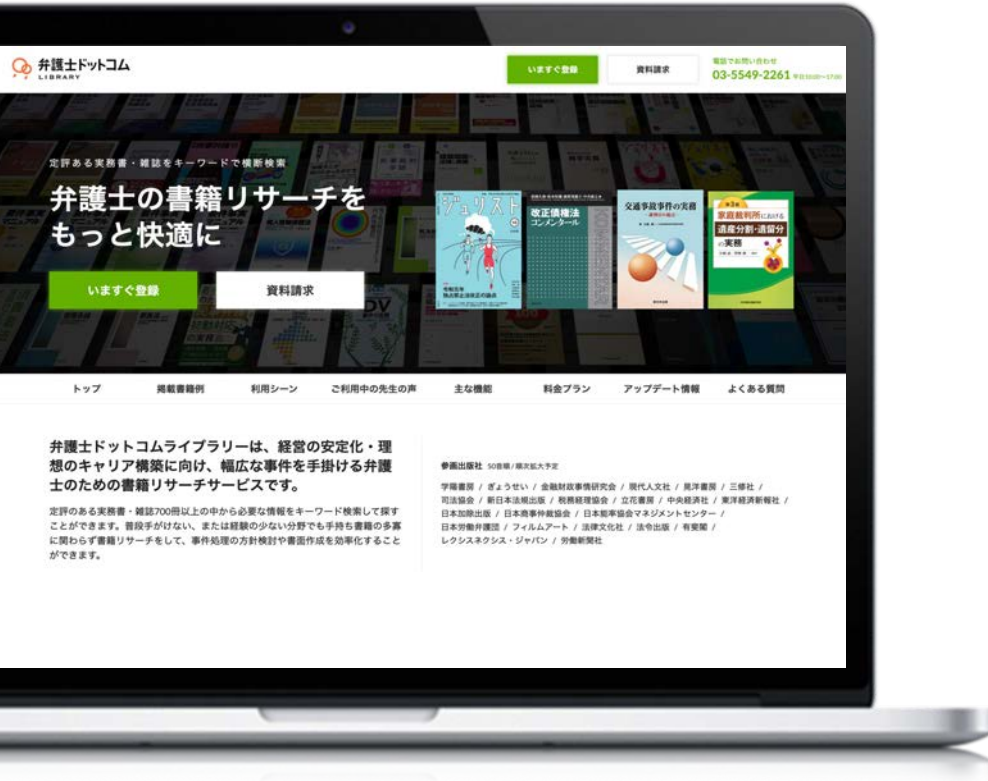 弁護士ドットコム
LIBRARY
いますぐ登録
資料請求
電話でお問い合わせ
03-5549-2261 平日10:00〜17:00
定評ある実務書・雑誌をキーワードで横断検索
弁護士の書籍リサーチを
もっと快適に
いますぐ登録
資料請求
ジュリスト
改正債権法
コンメンタール
交通事故事件の実務
第3版
家庭裁判所における
遺産分割・遺留分
の実務
トップ
掲載書籍例
利用シーン
ご利用中の先生の声
主な機能
料金プラン
アップデート情報
よくある質問
弁護士ドットコムライブラリーは、経営の安定化・理
想のキャリア構築に向け、幅広な事件を手掛ける弁護
士のための書籍リサーチサービスです。
定評のある実務書・雑誌700冊以上の中から必要な情報をキーワード検索して探す
ことができます。普段手がけない、または経験の少ない分野でも手持ち書籍の多寡
に関わらず書籍リサーチをして、事件処理の方針検討や書面作成を効率化すること
ができます。
参画出版社 50音順/順次拡大予定
学陽書房 / ぎょうせい / 金融財政事情研究会 / 現代人文社 / 晃洋書房 / 三修社 /
司法協会 / 新日本法規出版 / 税務経理協会 / 立花書房 / 中央経済社 / 東洋経済新報社 /
日本加除出版 / 日本商事仲裁協会 / 日本能率協会マネジメントセンター /
日本労働弁護団 / フィルムアート / 法律文化社 / 法令出版 / 有斐閣 /
レクシスネクシス・ジャパン / 労働新聞社